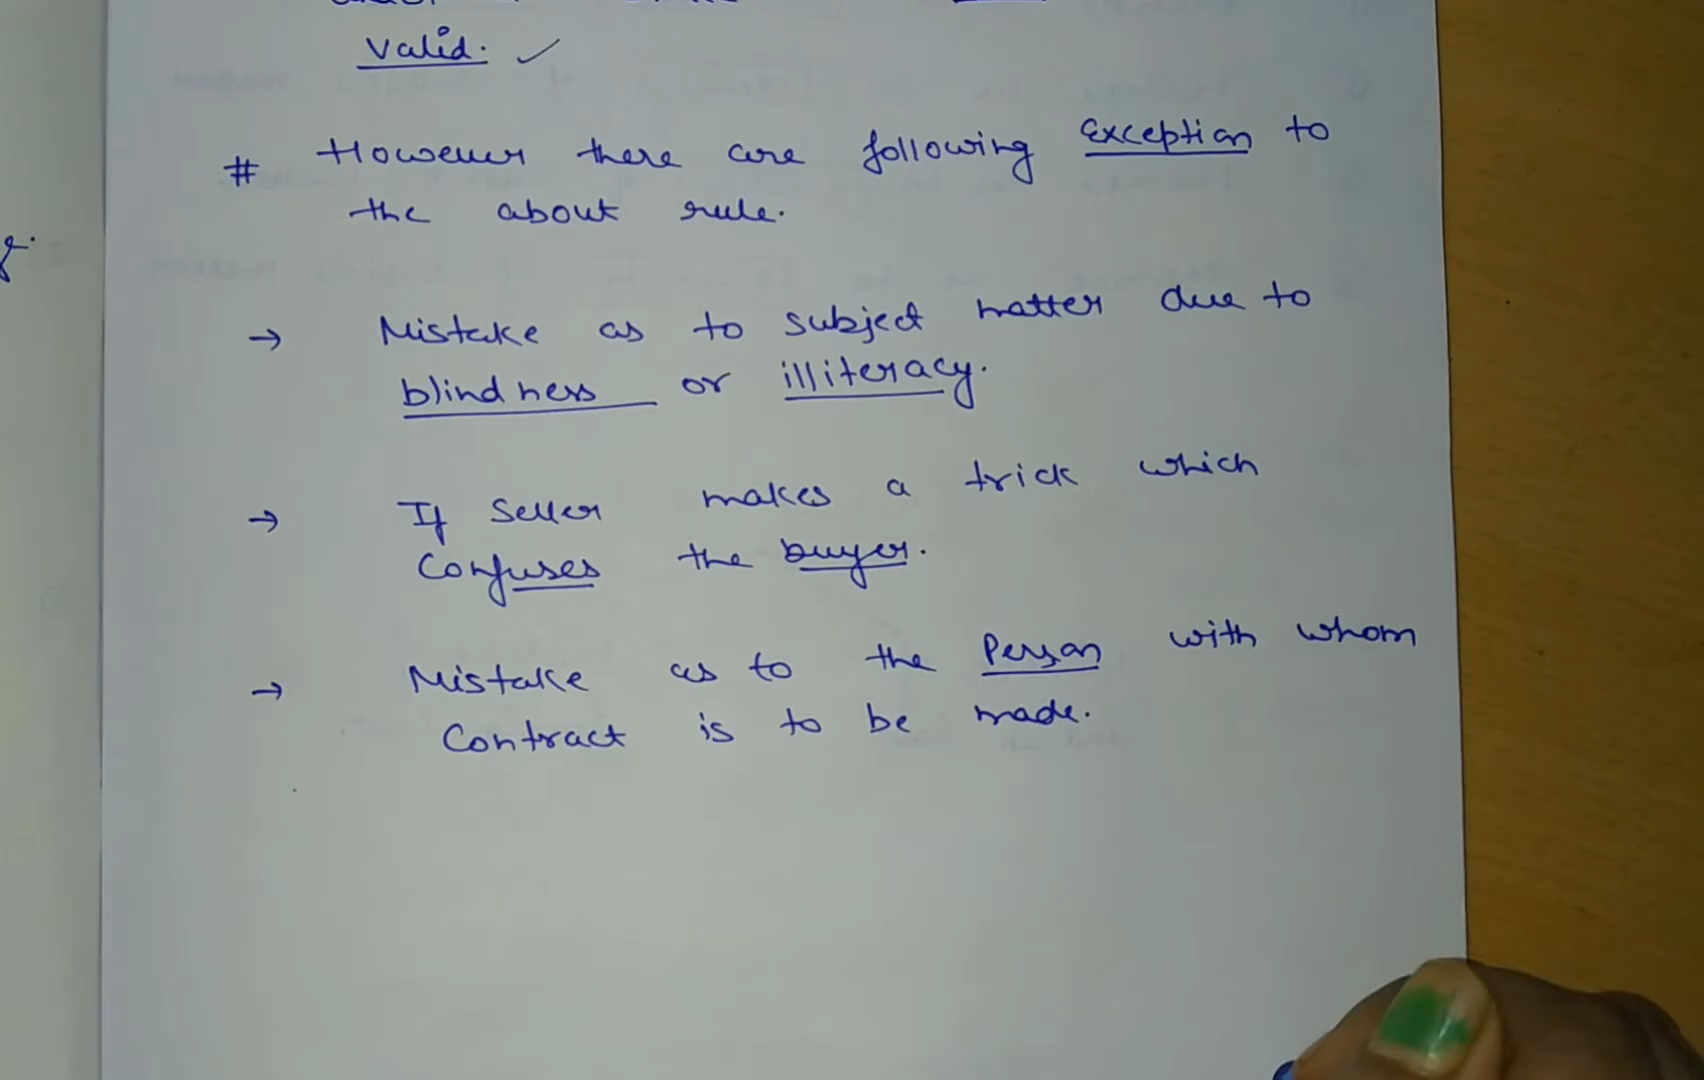 valid. ✓
# However there are following exception to
the about rule.
→ Mistake as to subject matter due to
blindness or illiteracy.
→ If Seller makes a trick which
Confuses the buyer.
→ Mistake as to the Person with whom
Contract is to be made.